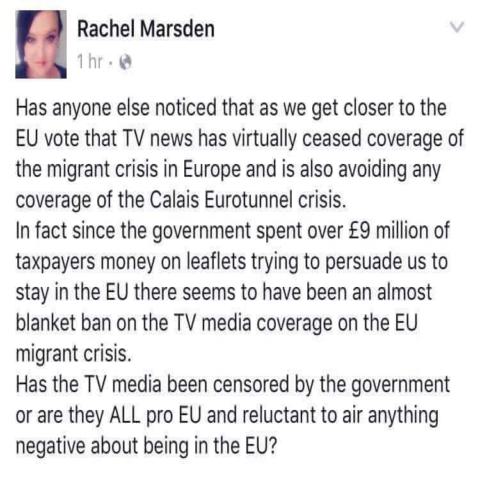 Rachel Marsden
1 hr ·
Has anyone else noticed that as we get closer to the
EU vote that TV news has virtually ceased coverage of
the migrant crisis in Europe and is also avoiding any
coverage of the Calais Eurotunnel crisis.
In fact since the government spent over £9 million of
taxpayers money on leaflets trying to persuade us to
stay in the EU there seems to have been an almost
blanket ban on the TV media coverage on the EU
migrant crisis.
Has the TV media been censored by the government
or are they ALL pro EU and reluctant to air anything
negative about being in the EU?